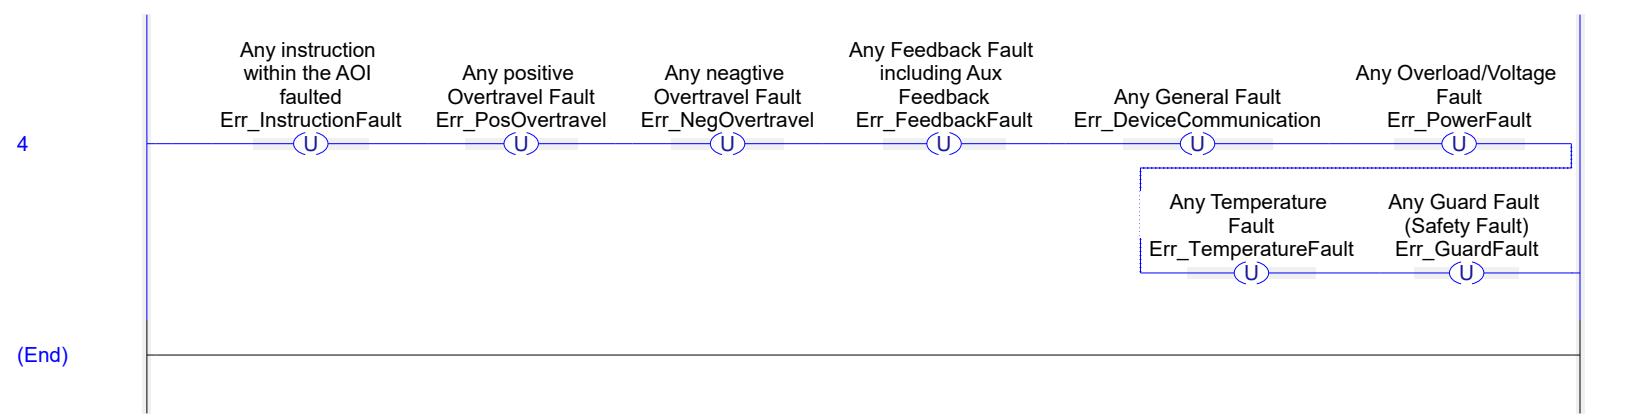 Any instruction
within the AOI
faulted
Err_InstructionFault
U
Any positive
Overtravel Fault
Err_PosOvertravel
U
Any neagtive
Overtravel Fault
Err_NegOvertravel
U
Any Feedback Fault
including Aux
Feedback
Err_FeedbackFault
U
Any General Fault
Err_DeviceCommunication
U
Any Overload/Voltage
Fault
Err_PowerFault
U
4
Any Temperature
Fault
Err_TemperatureFault
U
Any Guard Fault
(Safety Fault)
Err_GuardFault
U
(End)